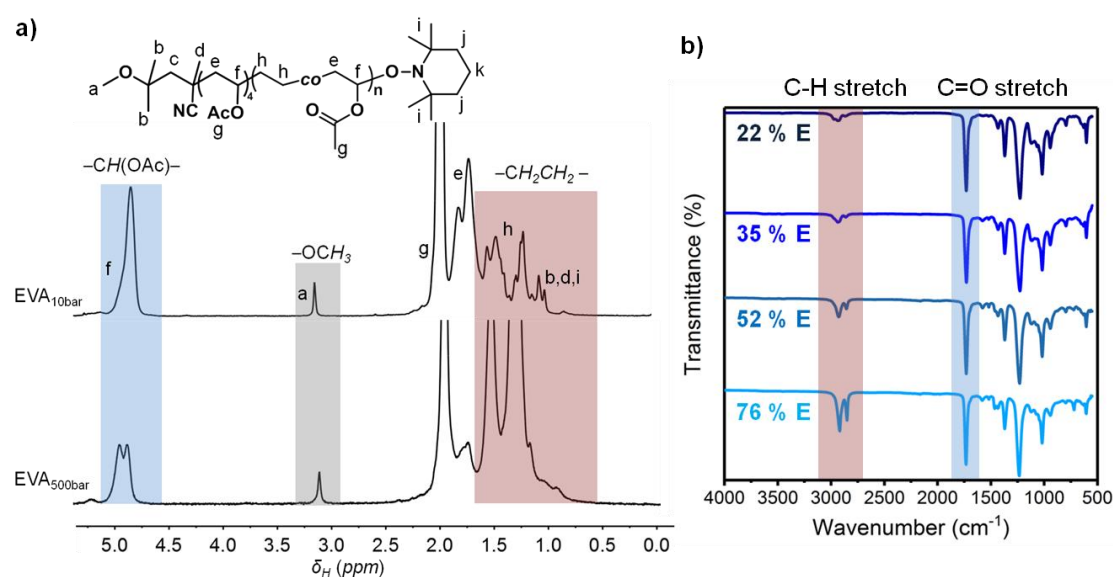 a)
b)
i
i
b
d
e
h
e
j
c
f
h
co
f
O
N
k
O
4
n
a
NC
AcO
O
j
b
g
O
i
g
–CH(OAc)–
–OCH3
–CH2CH2 –
e
h
g
f
a
b,d,i
EVA10bar
EVA500bar
5.0 4.5 4.0 3.5 3.0 2.5 2.0 1.5 1.0 0.5 0.0
δH (ppm)
C-H stretch C=O stretch
22 % E
35 % E
52 % E
76 % E
Transmittance (%)
4000 3500 3000 2500 2000 1500 1000 500
Wavenumber (cm-1)